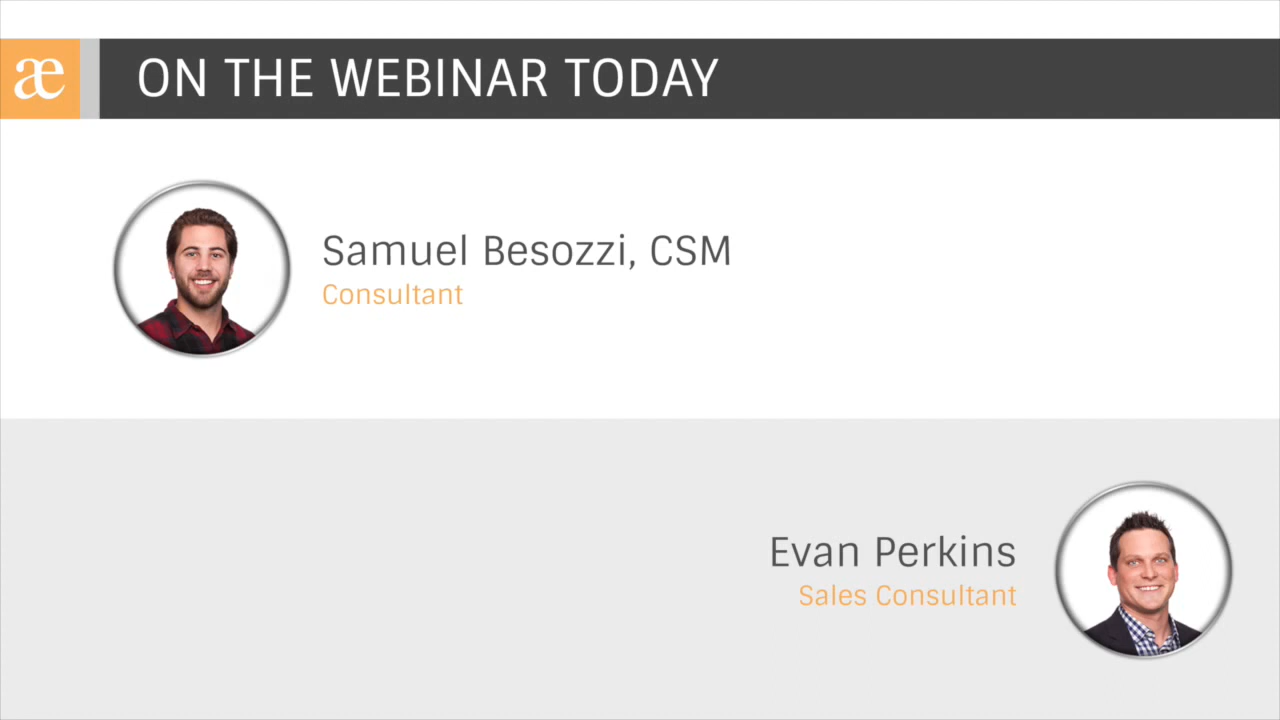 æ
ON THE WEBINAR TODAY
Samuel Besozzi, CSM
Consultant
Evan Perkins
Sales Consultant